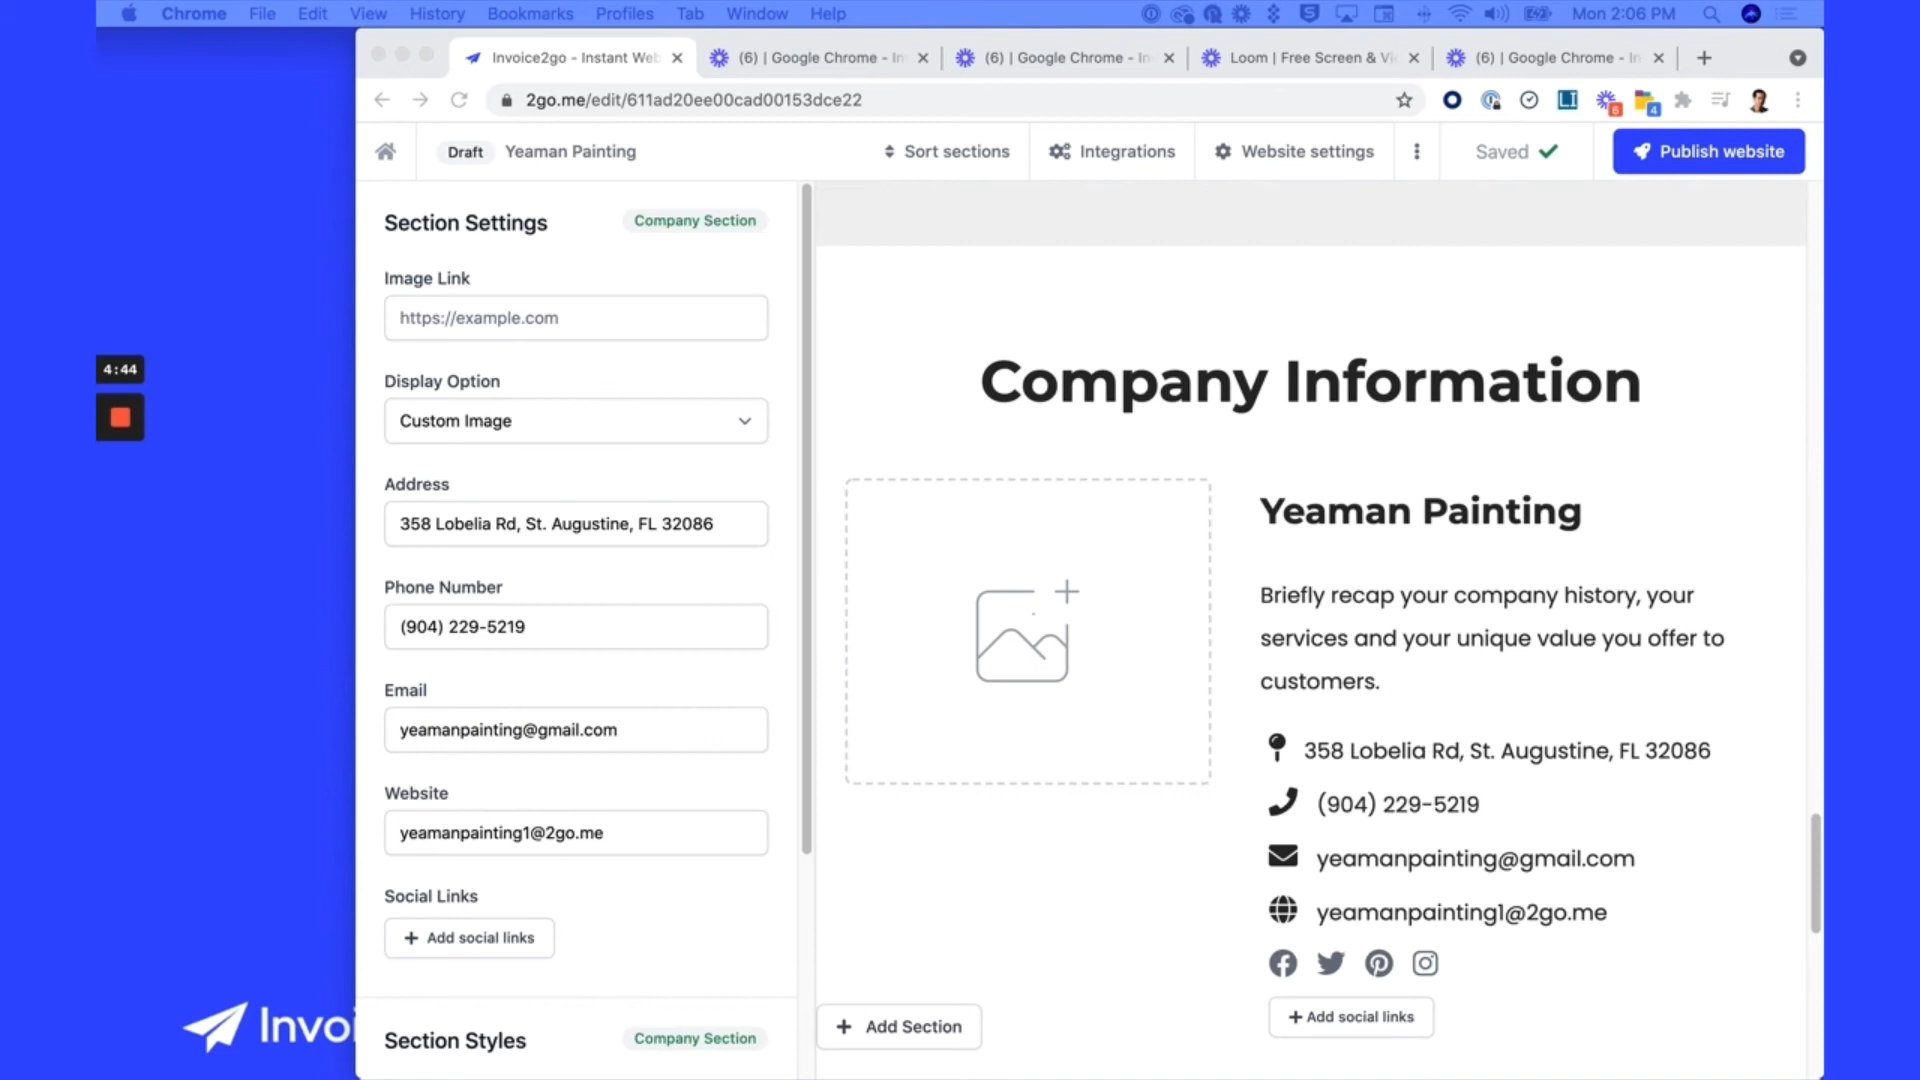 Chrome File Edit View History Bookmarks Profiles Tab Window Help Mon 2:06 PM
Invoice2go - Instant Web (6) | Google Chrome - In (6) | Google Chrome - In Loom | Free Screen & Vi (6) | Google Chrome - In
2go.me/edit/611ad20ee00cad00153dce22 6 4
Draft Yeaman Painting Sort sections Integrations Website settings Saved Publish website
Section Settings Company Section
Image Link
https://example.com
Display Option
Custom Image
Address
358 Lobelia Rd, St. Augustine, FL 32086
Phone Number
(904) 229-5219
Email
yeamanpainting@gmail.com
Website
yeamanpainting1@2go.me
Social Links
+ Add social links
Section Styles Company Section
4:44
Invoi
Company Information
Yeaman Painting
Briefly recap your company history, your
services and your unique value you offer to
customers.
358 Lobelia Rd, St. Augustine, FL 32086
(904) 229-5219
yeamanpainting@gmail.com
yeamanpainting1@2go.me
+ Add social links
+ Add Section